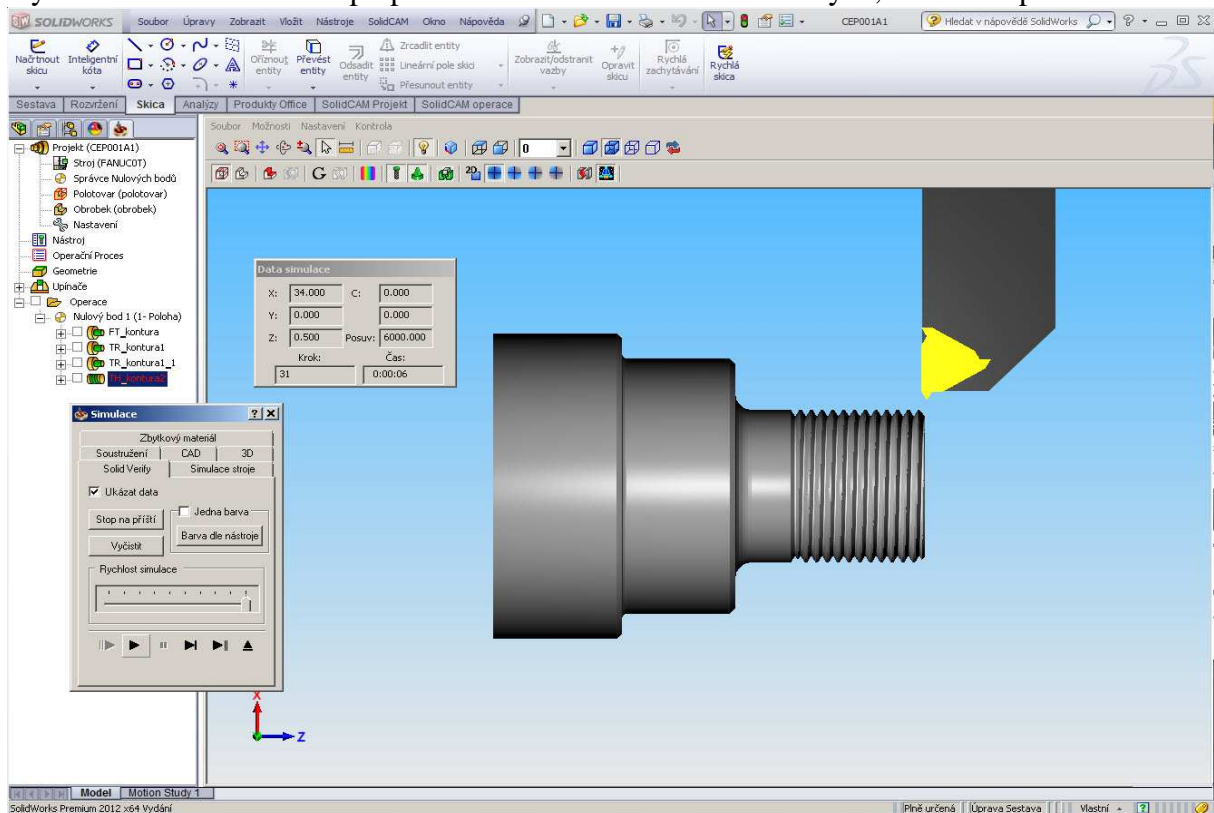 SOLIDWORKS Soubor Úpravy Zobrazit Vložit Nástroje SolidCAM Okno Nápověda CEP001A1 Hledat v nápovědě SolidWorks
Načrtnout skicu
Inteligentní kóta
Oříznout entity
Převést entity
Odsadit entity
Zrcadlit entity
Lineární pole skici
Přesunout entity
Zobrazit/odstranit vazby
Opravit skicu
Rychlá zachytávání
Rychlá skica
Sestava Rozvržení Skica Analýzy Produkty Office SolidCAM Projekt SolidCAM operace
Soubor Možnosti Nastavení Kontrola
0
G
2D
Projekt (CEP001A1)
Stroj (FANUC0T)
Správce Nulových bodů
Polotovar (polotovar)
Obrobek (obrobek)
Nastavení
Nástroj
Operační Proces
Geometrie
Upínače
Operace
Nulový bod 1 (1- Poloha)
FT_kontura
TR_kontura1
TR_kontura1_1
TH_kontura2
Data simulace
X: 34.000 C: 0.000
Y: 0.000 0.000
Z: 0.500 Posuv: 6000.000
Krok: Čas:
31 0:00:06
Simulace
Zbytkový materiál
Soustružení CAD 3D
Solid Verify Simulace stroje
Ukázat data
Stop na příští
Jedna barva
Vyčistit
Barva dle nástroje
Rychlost simulace
X
Z
Model Motion Study 1
SolidWorks Premium 2012 x64 Vydání Plně určená Úprava Sestava Vlastní